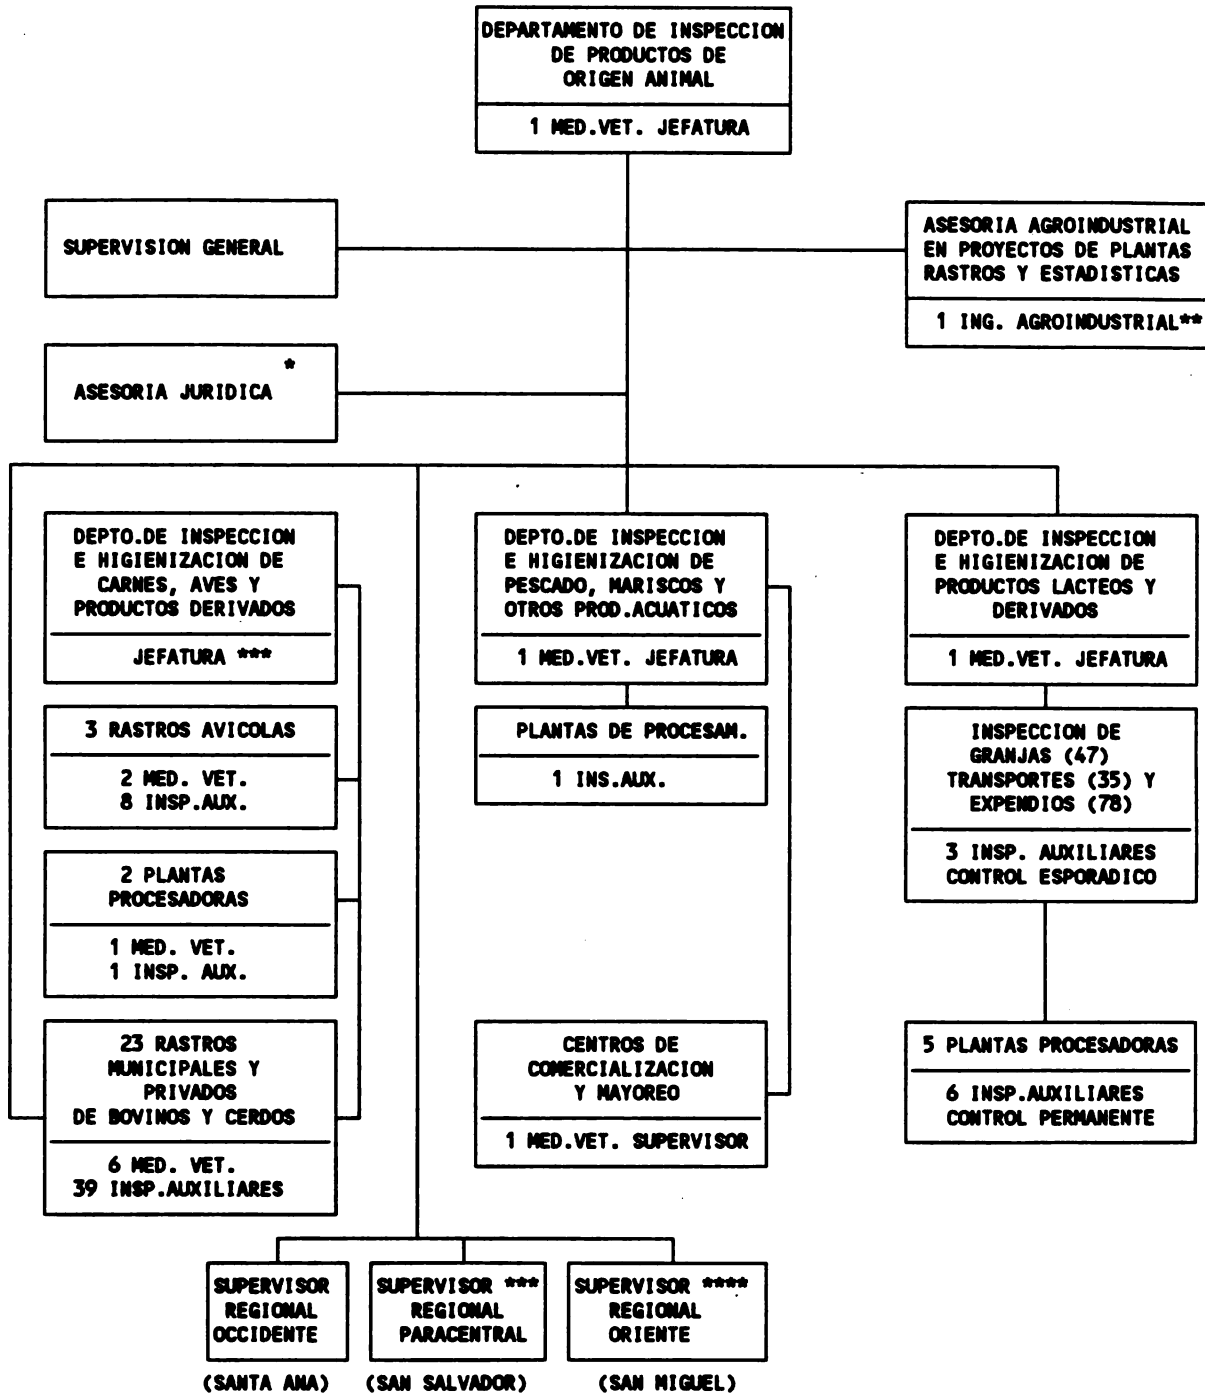 DEPARTAMENTO DE INSPECCION
DE PRODUCTOS DE
ORIGEN ANIMAL
1 MED.VET. JEFATURA
SUPERVISION GENERAL
ASESORIA AGROINDUSTRIAL
EN PROYECTOS DE PLANTAS
RASTROS Y ESTADISTICAS
1 ING. AGROINDUSTRIAL**
*
ASESORIA JURIDICA
DEPTO.DE INSPECCION
E HIGIENIZACION DE
CARNES, AVES Y
PRODUCTOS DERIVADOS
JEFATURA ***
3 RASTROS AVICOLAS
2 MED. VET.
8 INSP.AUX.
2 PLANTAS
PROCESADORAS
1 MED. VET.
1 INSP. AUX.
23 RASTROS
MUNICIPALES Y
PRIVADOS
DE BOVINOS Y CERDOS
6 MED. VET.
39 INSP.AUXILIARES
DEPTO.DE INSPECCION
E HIGIENIZACION DE
PESCADO, MARISCOS Y
OTROS PROD.ACUATICOS
1 MED.VET. JEFATURA
PLANTAS DE PROCESAM.
1 INS.AUX.
CENTROS DE
COMERCIALIZACION
Y MAYOREO
1 MED.VET. SUPERVISOR
DEPTO.DE INSPECCION
E HIGIENIZACION DE
PRODUCTOS LACTEOS Y
DERIVADOS
1 MED.VET. JEFATURA
INSPECCION DE
GRANJAS (47)
TRANSPORTES (35) Y
EXPENDIOS (78)
3 INSP. AUXILIARES
CONTROL ESPORADICO
5 PLANTAS PROCESADORAS
6 INSP.AUXILIARES
CONTROL PERMANENTE
SUPERVISOR
REGIONAL
OCCIDENTE
(SANTA ANA)
SUPERVISOR ***
REGIONAL
PARACENTRAL
(SAN SALVADOR)
SUPERVISOR ****
REGIONAL
ORIENTE
(SAN MIGUEL)